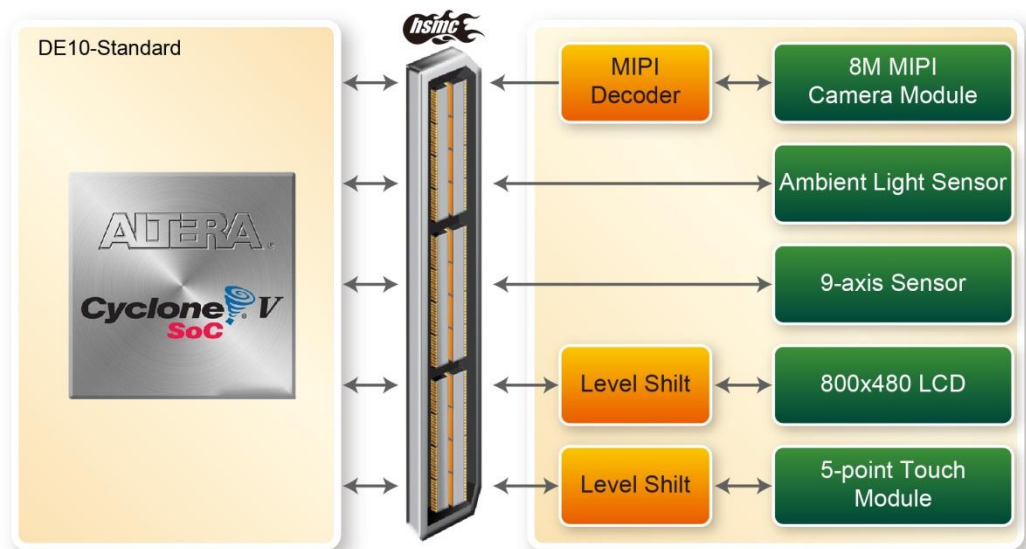 DE10-Standard
hsmc
ALTERA®
Cyclone® V
SoC
MIPI
Decoder
8M MIPI
Camera Module
Ambient Light Sensor
9-axis Sensor
Level Shilt
800x480 LCD
Level Shilt
5-point Touch
Module